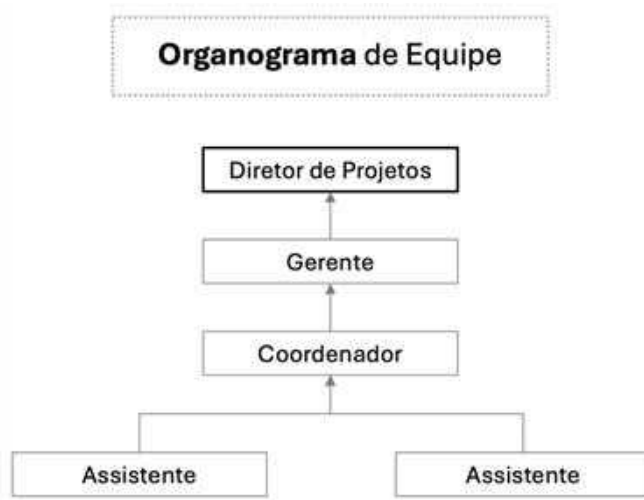 Organograma de Equipe
Diretor de Projetos
Gerente
Coordenador
Assistente
Assistente